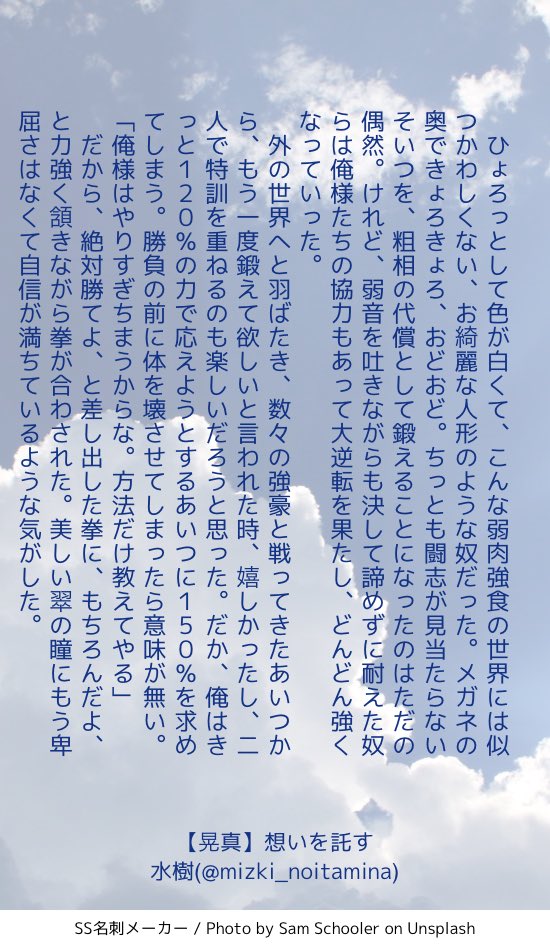 ひょろっとして色が白くて、こんな弱肉強食の世界には似
つかわしくない、お綺麗な人形のような奴だった。メガネの
奥できょろきょろ、おどおど。ちっとも闘志が見当たらない
そいつを、粗相の代償として鍛えることになったのはただの
偶然。けれど、弱音を吐きながらも決して諦めずに耐えた奴
らは俺様たちの協力もあって大逆転を果たし、どんどん強く
なっていった。
　外の世界へと羽ばたき、数々の強豪と戦ってきたあいつか
ら、もう一度鍛えて欲しいと言われた時、嬉しかったし、二
人で特訓を重ねるのも楽しいだろうと思った。だか、俺はき
っと１２０％の力で応えようとするあいつに１５０％を求め
てしまう。勝負の前に体を壊させてしまったら意味が無い。
「俺様はやりすぎちまうからな。方法だけ教えてやる」
　だから、絶対勝てよ、と差し出した拳に、もちろんだよ、
と力強く頷きながら拳が合わされた。美しい翠の瞳にもう卑
屈さはなくて自信が満ちているような気がした。
【晃真】想いを託す
水樹(@mizki_noitamina)
SS名刺メーカー / Photo by Sam Schooler on Unsplash